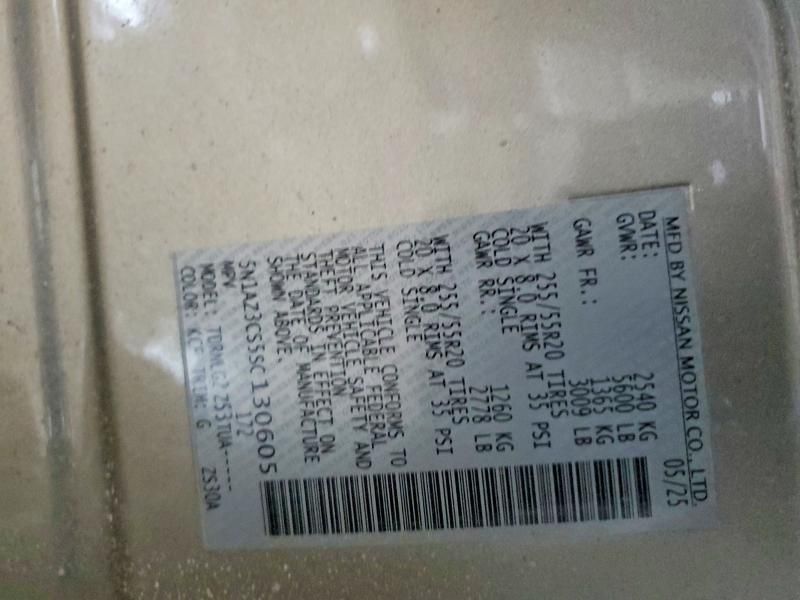 MFD BY NISSAN MOTOR CO., LTD.
DATE: 05/25
GVWR: 2540 KG
5600 LB
GAWR FR.: 1365 KG
3009 LB
WITH 255/55R20 TIRES
20 X 8.0 RIMS AT 35 PSI
COLD SINGLE 1260 KG
GAWR RR.: 2778 LB
WITH 255/55R20 TIRES
20 X 8.0 RIMS AT 35 PSI
COLD SINGLE
THIS VEHICLE CONFORMS TO
ALL APPLICABLE FEDERAL
MOTOR VEHICLE SAFETY AND
THEFT PREVENTION
STANDARDS IN EFFECT ON
THE DATE OF MANUFACTURE
SHOWN ABOVE.
5N1AZ3CS3SC130605
MPV 172
MODEL: 2S3TUA-----
COLOR: TRIM: G 2S30A